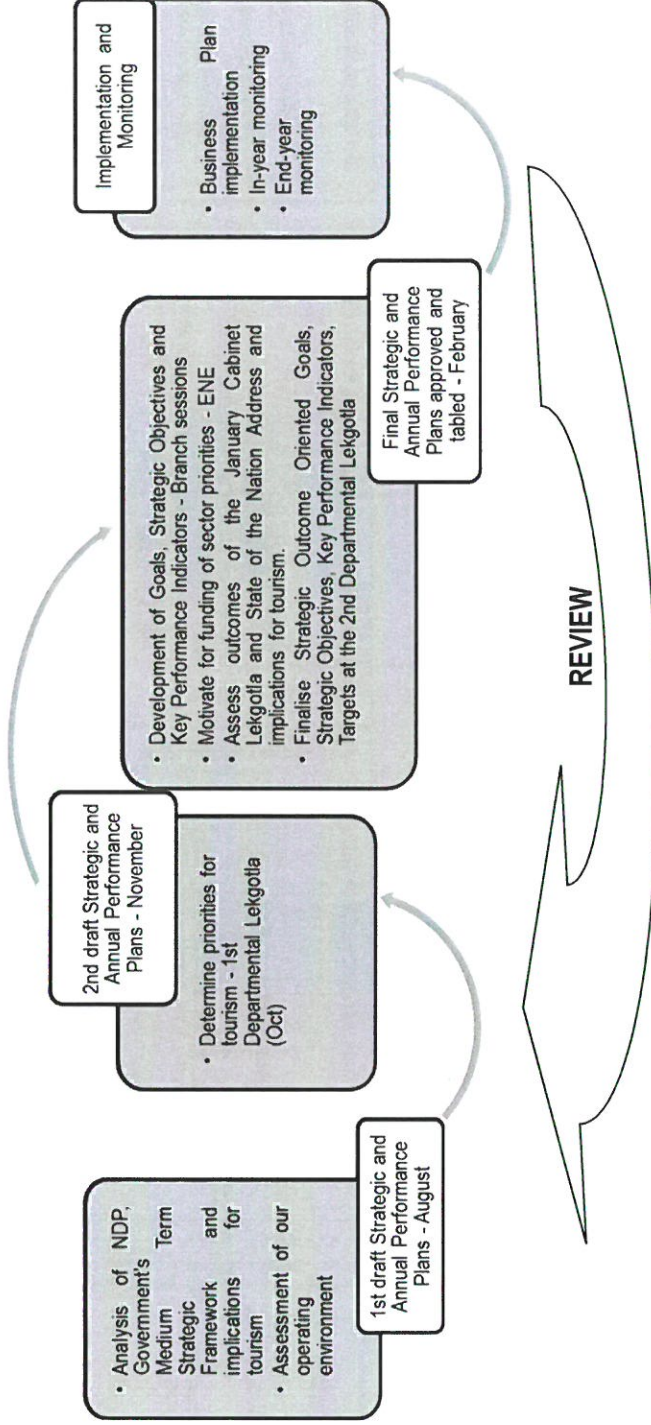 • Analysis of NDP,
Government's
Medium Term
Strategic
Framework and
implications for
tourism
• Assessment of our
operating
environment
1st draft Strategic and
Annual Performance
Plans - August
2nd draft Strategic and
Annual Performance
Plans - November
• Determine priorities for
tourism - 1st
Departmental Lekgotla
(Oct)
• Development of Goals, Strategic Objectives and
Key Performance Indicators - Branch sessions
• Motivate for funding of sector priorities - ENE
• Assess outcomes of the January Cabinet
Lekgotla and State of the Nation Address and
implications for tourism.
• Finalise Strategic Outcome Oriented Goals,
Strategic Objectives, Key Performance Indicators,
Targets at the 2nd Departmental Lekgotla
Final Strategic and
Annual Performance
Plans approved and
tabled - February
Implementation and
Monitoring
• Business Plan
implementation
• In-year monitoring
• End-year
monitoring
REVIEW